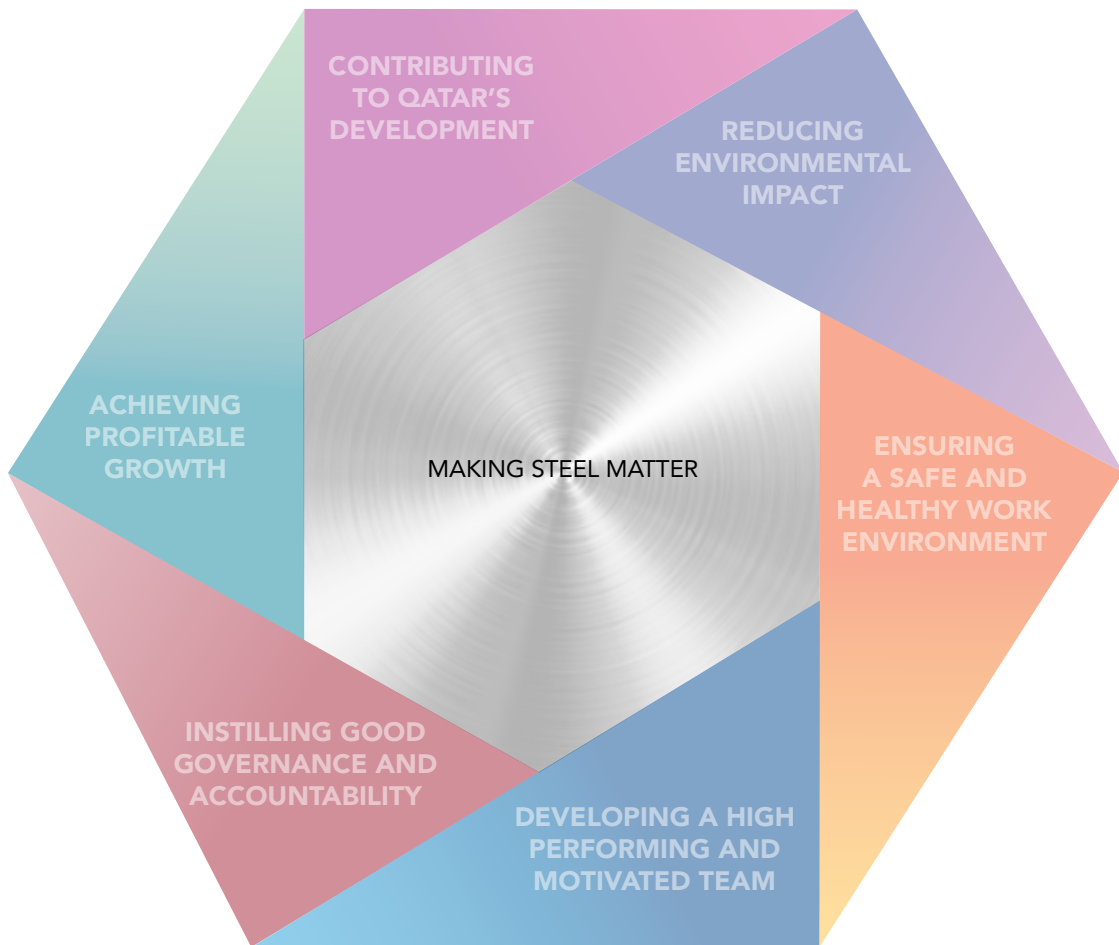 CONTRIBUTING
TO QATAR'S
DEVELOPMENT
REDUCING
ENVIRONMENTAL
IMPACT
ACHIEVING
PROFITABLE
GROWTH
MAKING STEEL MATTER
ENSURING
A SAFE AND
HEALTHY WORK
ENVIRONMENT
INSTILLING GOOD
GOVERNANCE AND
ACCOUNTABILITY
DEVELOPING A HIGH
PERFORMING AND
MOTIVATED TEAM